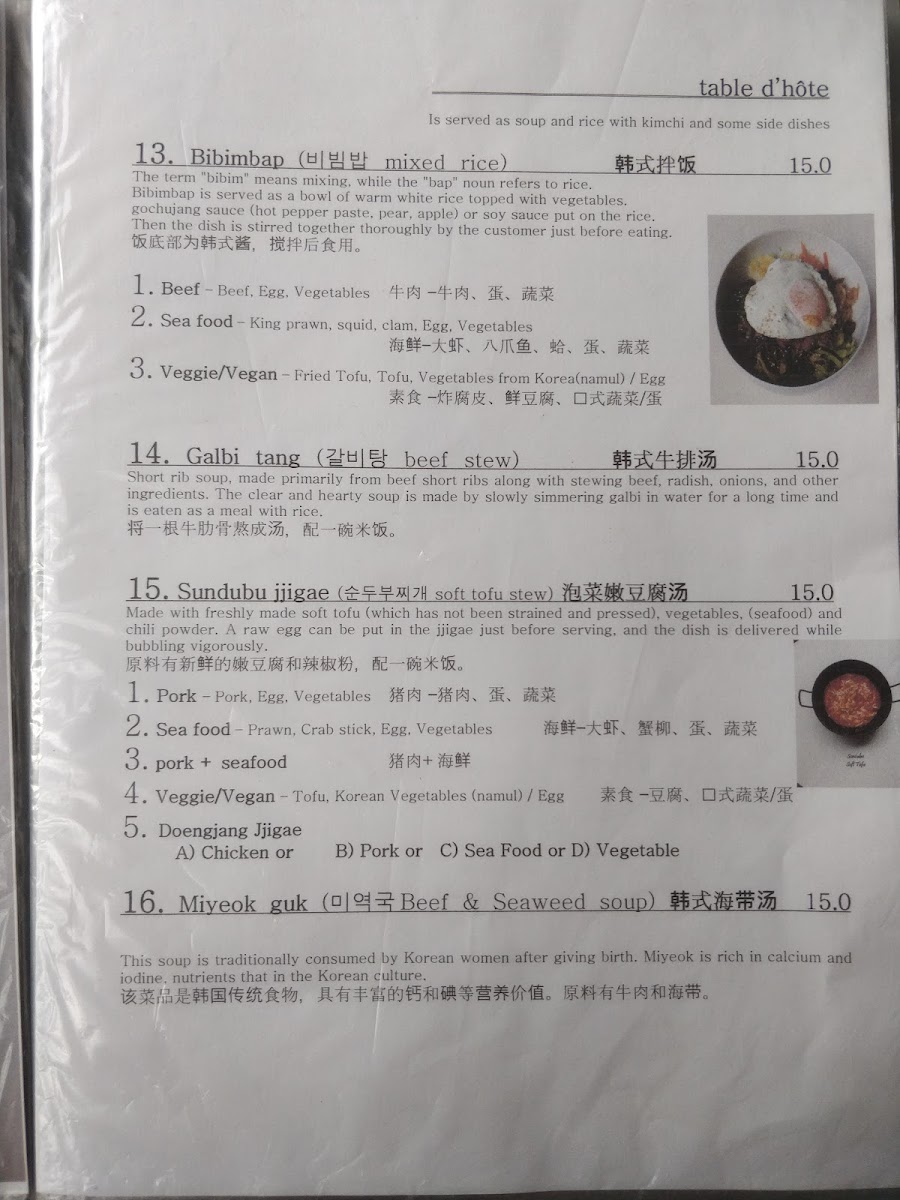 table d'hôte
Is served as soup and rice with kimchi and some side dishes
13. Bibimbap (비빔밥 mixed rice) 韩式拌饭 15.0
The term "bibim" means mixing, while the "bap" noun refers to rice.
Bibimbap is served as a bowl of warm white rice topped with vegetables.
gochujang sauce (hot pepper paste, pear, apple) or soy sauce put on the rice.
Then the dish is stirred together thoroughly by the customer just before eating.
饭底部为韩式酱，搅拌后食用。
1. Beef – Beef, Egg, Vegetables 牛肉 –牛肉、蛋、蔬菜
2. Sea food – King prawn, squid, clam, Egg, Vegetables
海鲜–大虾、八爪鱼、蛤、蛋、蔬菜
3. Veggie/Vegan – Fried Tofu, Tofu, Vegetables from Korea(namul) / Egg
素食 –炸腐皮、鲜豆腐、口式蔬菜/蛋
14. Galbi tang (갈비탕 beef stew) 韩式牛排汤 15.0
Short rib soup, made primarily from beef short ribs along with stewing beef, radish, onions, and other
ingredients. The clear and hearty soup is made by slowly simmering galbi in water for a long time and
is eaten as a meal with rice.
将一根牛肋骨熬成汤，配一碗米饭。
15. Sundubu jjigae (순두부찌개 soft tofu stew) 泡菜嫩豆腐汤 15.0
Made with freshly made soft tofu (which has not been strained and pressed), vegetables, (seafood) and
chili powder. A raw egg can be put in the jjigae just before serving, and the dish is delivered while
bubbling vigorously.
原料有新鲜的嫩豆腐和辣椒粉，配一碗米饭。
1. Pork – Pork, Egg, Vegetables 猪肉 –猪肉、蛋、蔬菜
2. Sea food – Prawn, Crab stick, Egg, Vegetables 海鲜–大虾、蟹柳、蛋、蔬菜
3. pork + seafood 猪肉+ 海鲜
4. Veggie/Vegan – Tofu, Korean Vegetables (namul) / Egg 素食 –豆腐、口式蔬菜/蛋
5. Doengjang Jjigae
A) Chicken or B) Pork or C) Sea Food or D) Vegetable
16. Miyeok guk (미역국 Beef & Seaweed soup) 韩式海带汤 15.0
This soup is traditionally consumed by Korean women after giving birth. Miyeok is rich in calcium and
iodine, nutrients that in the Korean culture.
该菜品是韩国传统食物，具有丰富的钙和碘等营养价值。原料有牛肉和海带。